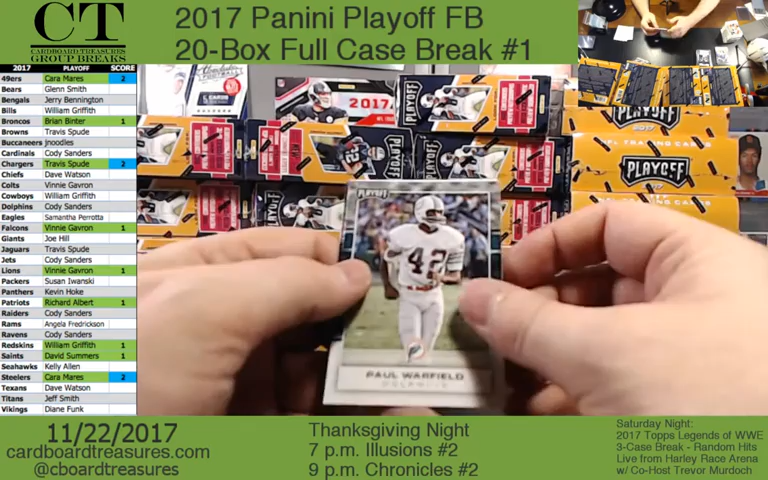 CT
CARDBOARD TREASURES
GROUP BREAKS
2017 Panini Playoff FB
20-Box Full Case Break #1
2017 PLAYOFF SCORE
49ers Cara Mares 2
Bears Glenn Smith
Bengals Jerry Bennington
Bills William Griffith
Broncos Brian Binter 1
Browns Travis Spude
Buccaneers Jnoodles
Cardinals Cody Sanders
Chargers Travis Spude 2
Chiefs Dave Watson
Colts Vinnie Gavron
Cowboys William Griffith
Dolphins Cody Sanders
Eagles Samantha Perrotta
Falcons Vinnie Gavron 1
Giants Joe Hill
Jaguars Travis Spude
Jets Cody Sanders
Lions Vinnie Gavron 1
Packers Susan Iwanski
Panthers Kevin Hoke
Patriots Richard Albert 1
Raiders Cody Sanders
Rams Angela Fredrickson
Ravens Cody Sanders
Redskins William Griffith 1
Saints David Summers 1
Seahawks Kelly Allen
Steelers Cara Mares 2
Texans Dave Watson
Titans Jeff Smith
Vikings Diane Funk
2017
PLAYOFF
PLAYOFF
PLAYOFF
42
PAUL WARFIELD
DOLPHINS
11/22/2017
cardboardtreasures.com
@cboardtreasures
Thanksgiving Night
7 p.m. Illusions #2
9 p.m. Chronicles #2
Saturday Night:
2017 Topps Legends of WWE
3-Case Break - Random Hits
Live from Harley Race Arena
w/ Co-Host Trevor Murdoch